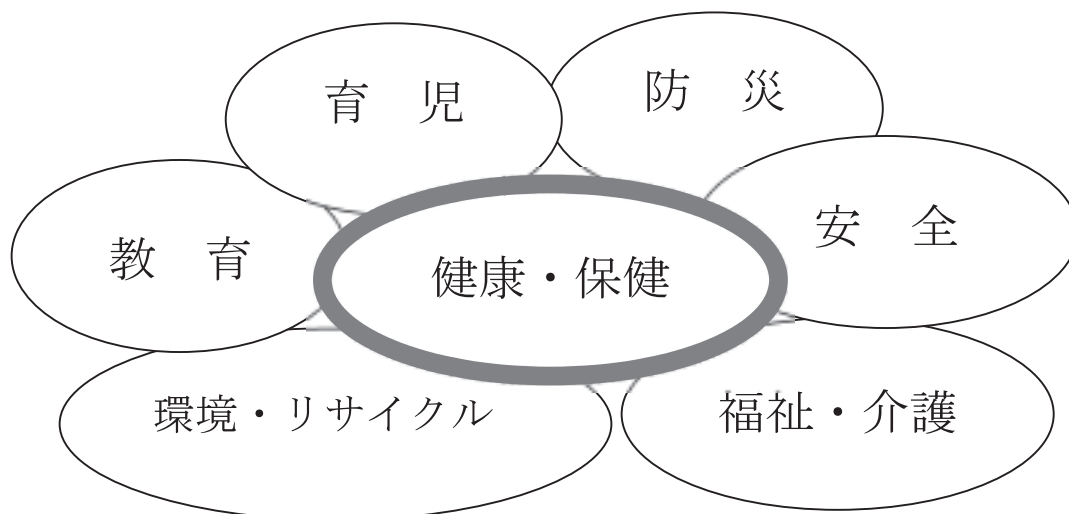 育　児
防　災
教　育
安　全
健康・保健
環境・リサイクル
福祉・介護